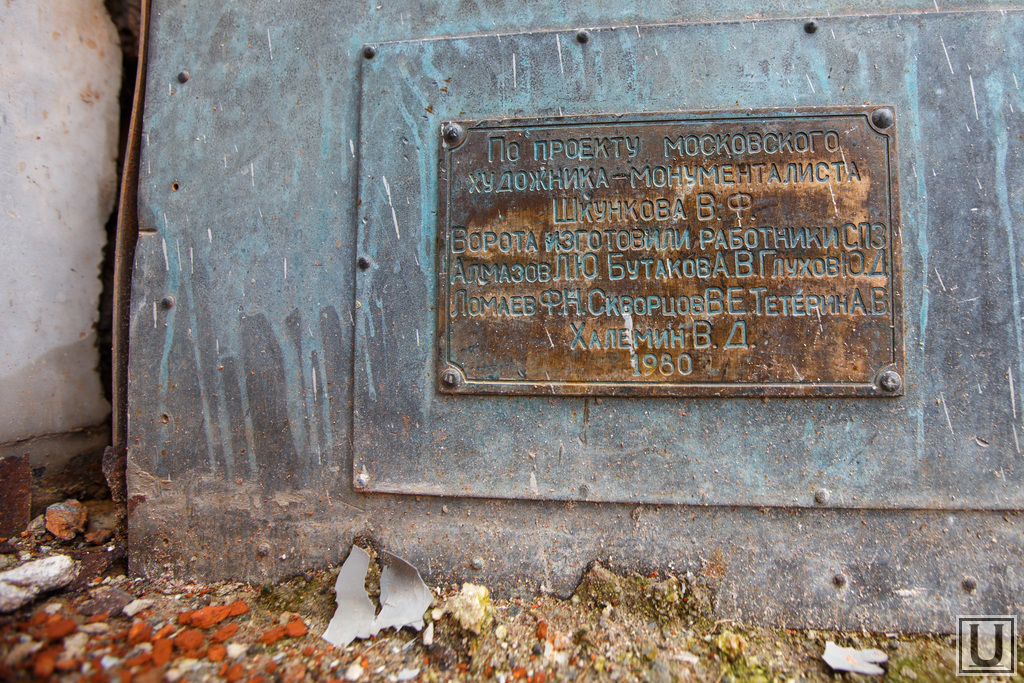 По проекту московского
художника-монументалиста
Шкункова В. Ф.
Ворота изготовили работники СПЗ
Алмазов Л.Ю. Бутаков А.В. Глухов Ю.Д
Ломаев Ф.Н. Скворцов В.Е. Тетерин А.В
Халемин В. Д.
1980
U